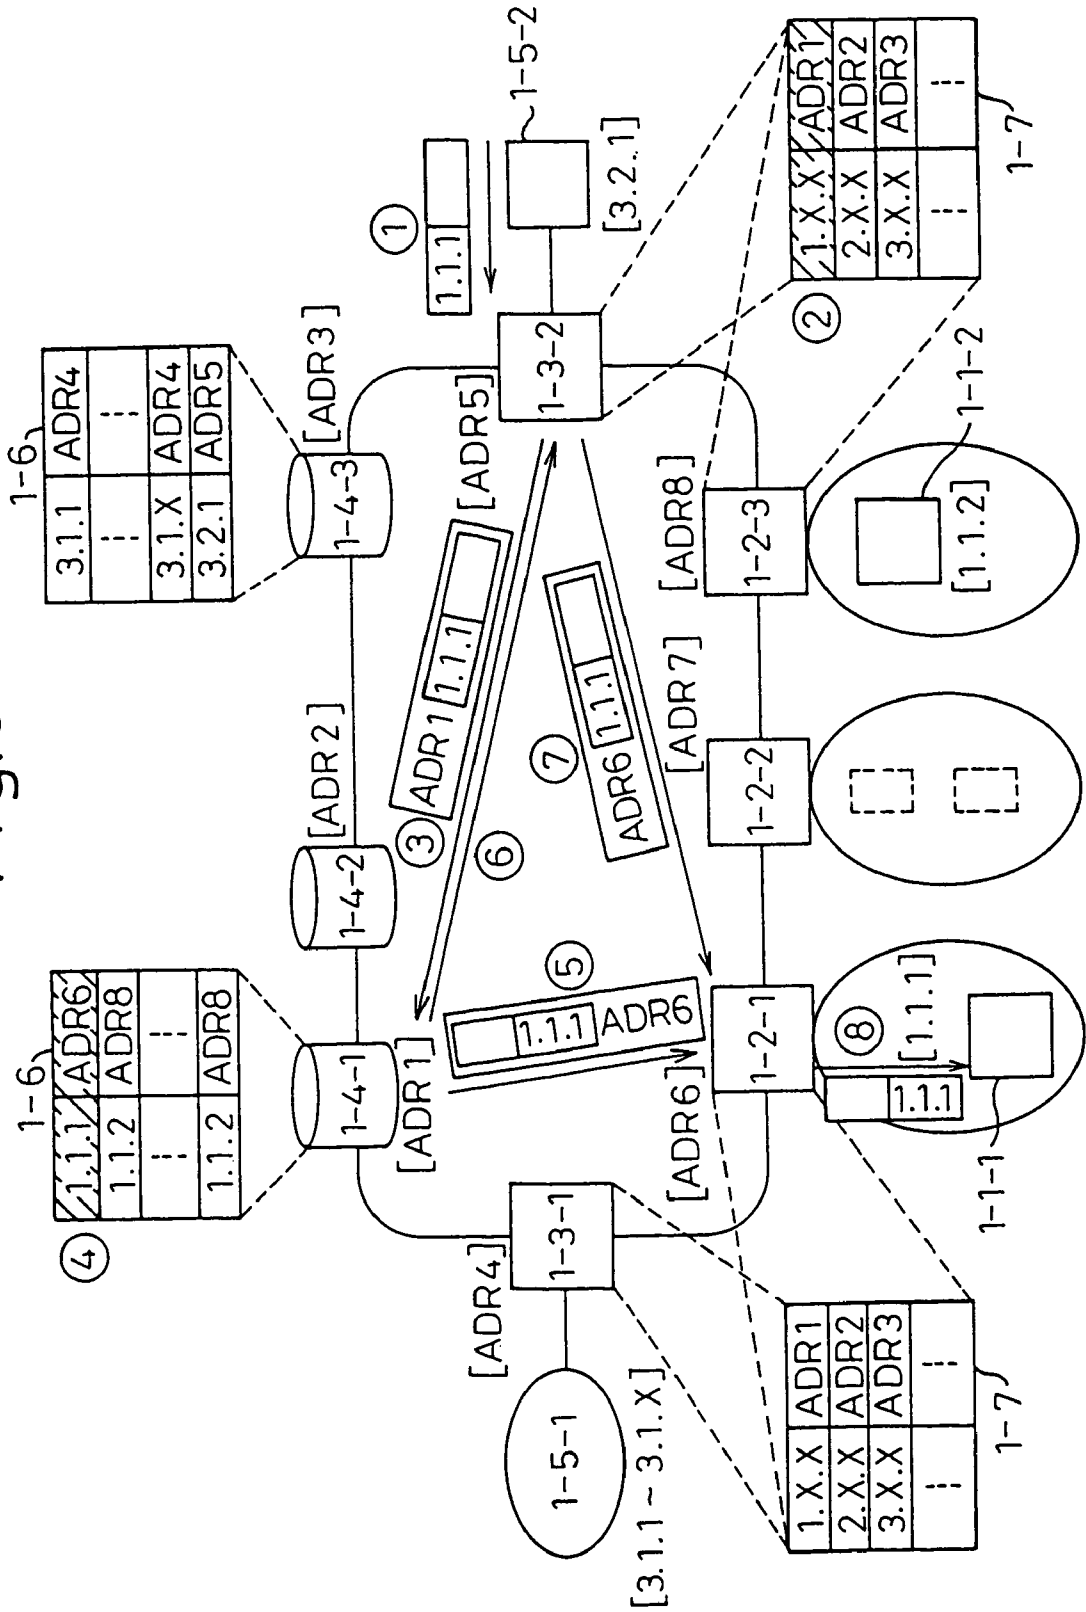 1-6
1.1.1 ADR6
1.1.2 ADR8
1.1.2 ADR8
④
1-6
3.1.1 ADR4
3.1.X ADR4
3.2.1 ADR5
1-4-1
[ADR1]
1-4-2
[ADR2]
1-4-3
[ADR3]
1-3-1
[ADR4]
1-5-1
[3.1.1~3.1.X]
1-3-2
[ADR5]
①
1.1.1
1-5-2
[3.2.1]
③
ADR1 1.1.1
⑥
⑤
1.1.1 ADR6
⑦
ADR6 1.1.1
1-2-1
[ADR6]
1-2-2
[ADR7]
1-2-3
[ADR8]
⑧
1.1.1
[1.1.1]
1-1-1
1-1-2
[1.1.2]
1.X.X ADR1
2.X.X ADR2
3.X.X ADR3
1-7
②
1.X.X ADR1
2.X.X ADR2
3.X.X ADR3
1-7